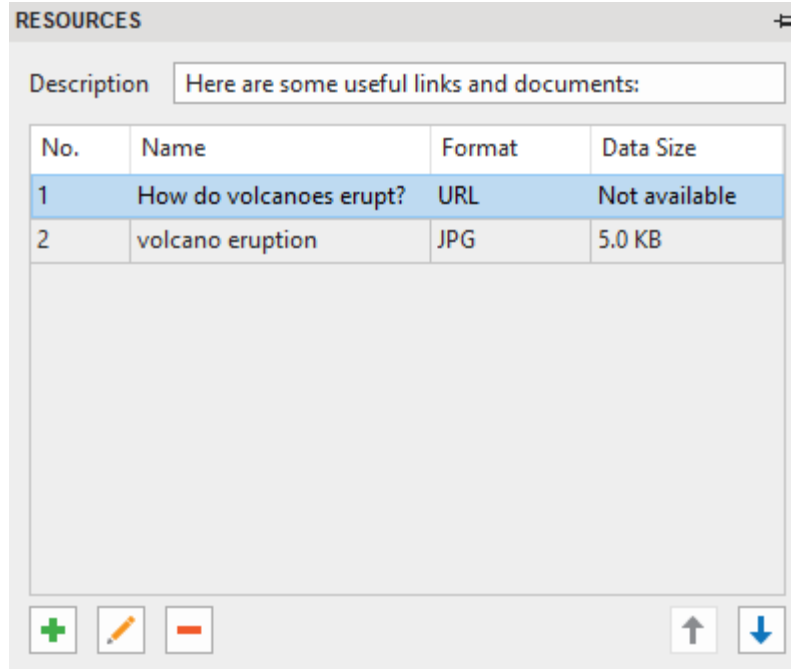 RESOURCES
Description Here are some useful links and documents:
No. Name Format Data Size
1 How do volcanoes erupt? URL Not available
2 volcano eruption JPG 5.0 KB